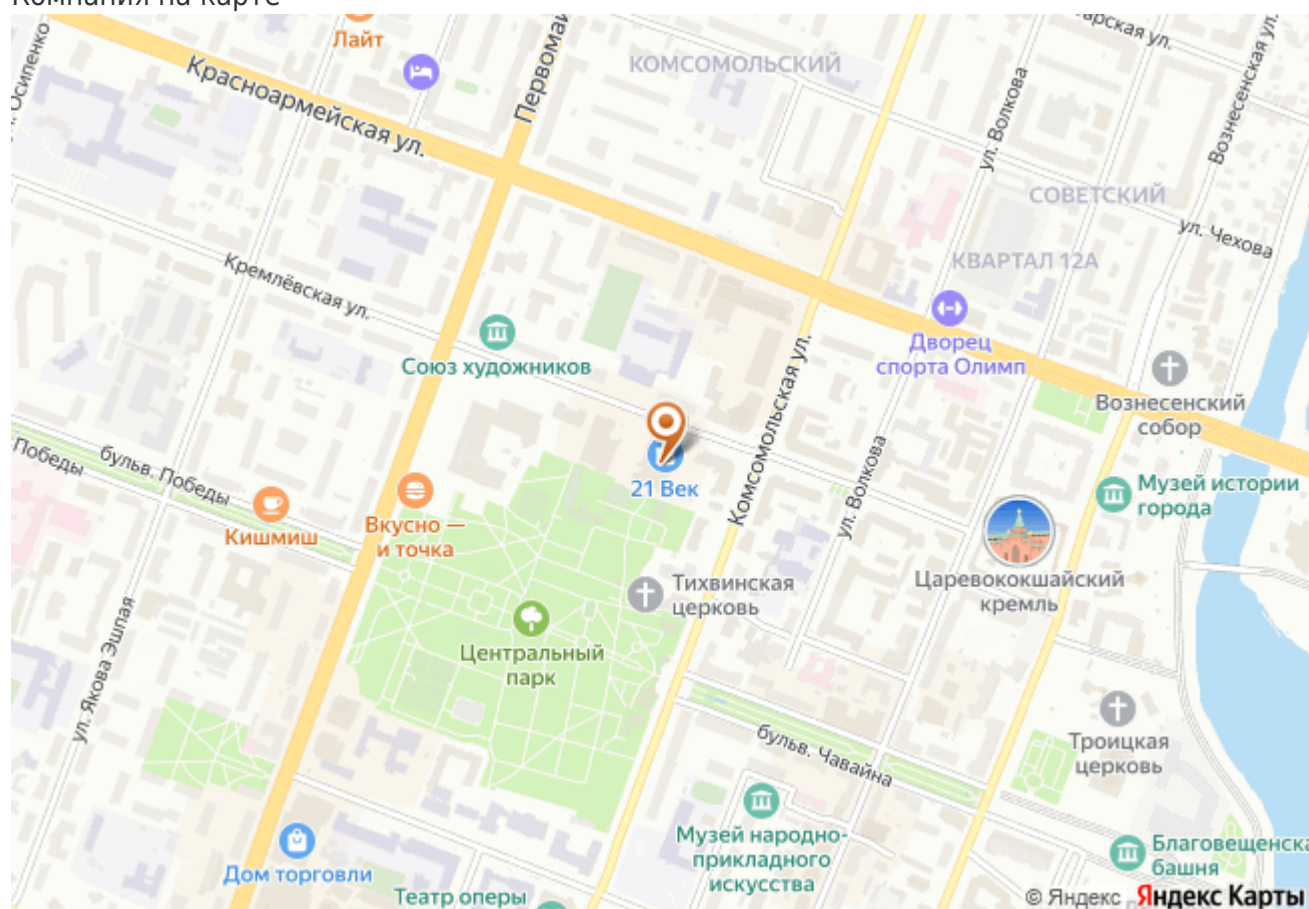 Компания на карте
Лайт
КОМСОМОЛЬСКИЙ
Красноармейская ул.
ул. Волкова
Вознесенская ул.
СОВЕТСКИЙ
ул. Чехова
КВАРТАЛ 12А
Кремлёвская ул.
Союз художников
Дворец
спорта Олимп
Вознесенский
собор
Комсомольская ул.
21 Век
Победы
бульв. Победы
Кишмиш
Вкусно —
и точка
ул. Волкова
Музей истории
города
Царевококшайский
кремль
Тихвинская
церковь
Центральный
парк
ул. Якова Эшпая
бульв. Чавайна
Троицкая
церковь
Музей народно-
прикладного
искусства
Дом торговли
Театр оперы
башня
© Яндекс Яндекс Карты